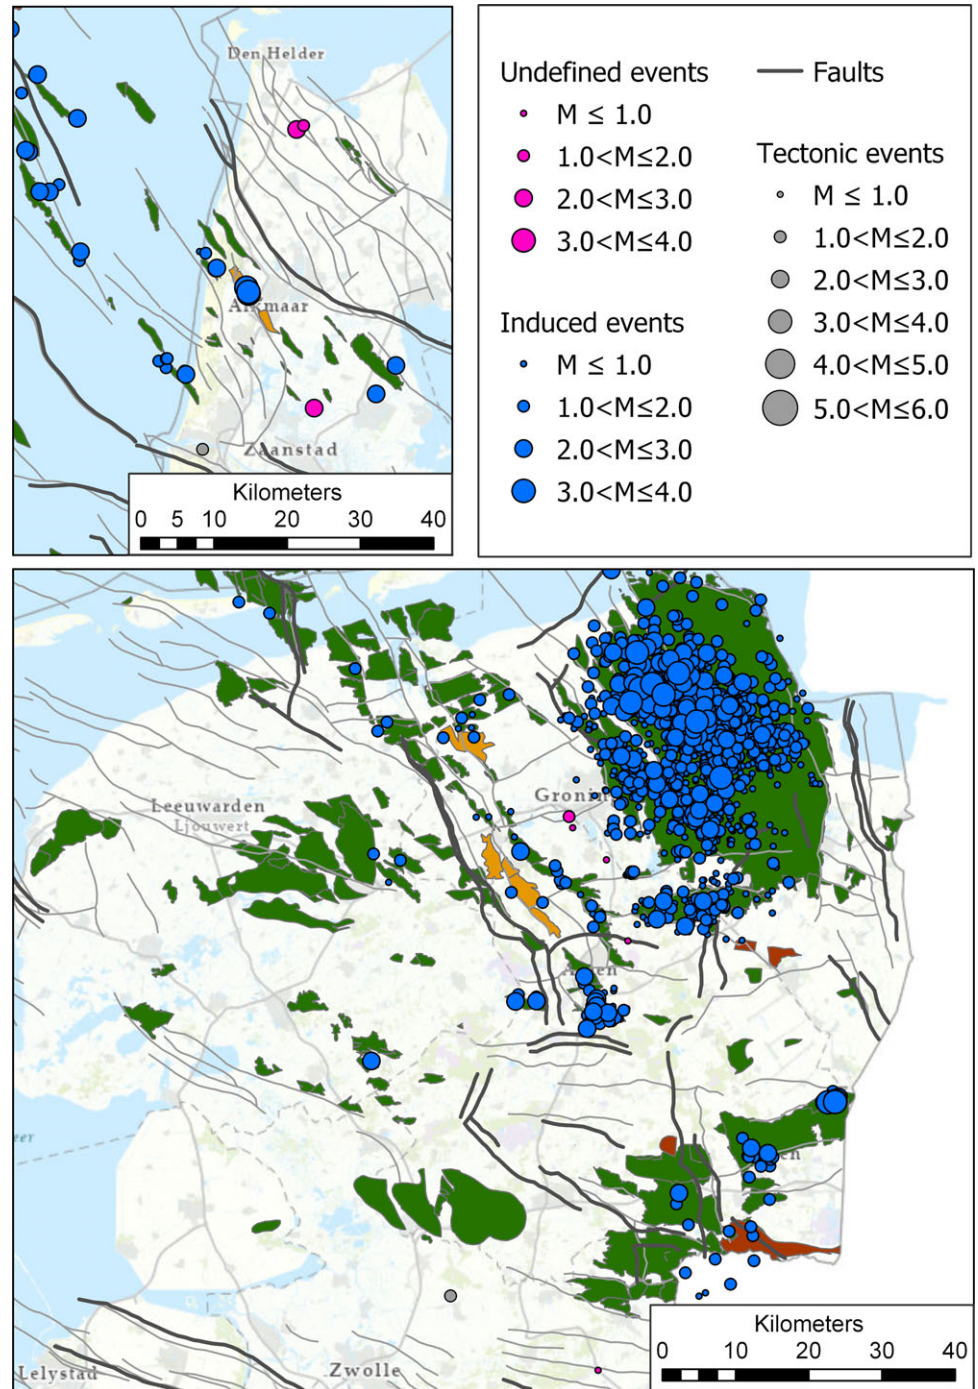 Den Helder
Alkmaar
Zaanstad
Kilometers
0 5 10 20 30 40
Undefined events
M ≤ 1.0
1.0<M≤2.0
2.0<M≤3.0
3.0<M≤4.0
Induced events
M ≤ 1.0
1.0<M≤2.0
2.0<M≤3.0
3.0<M≤4.0
Faults
Tectonic events
M ≤ 1.0
1.0<M≤2.0
2.0<M≤3.0
3.0<M≤4.0
4.0<M≤5.0
5.0<M≤6.0
Groning
Leeuwarden
Ljouwert
Assen
Zwolle
Lelystad
Kilometers
0 10 20 30 40